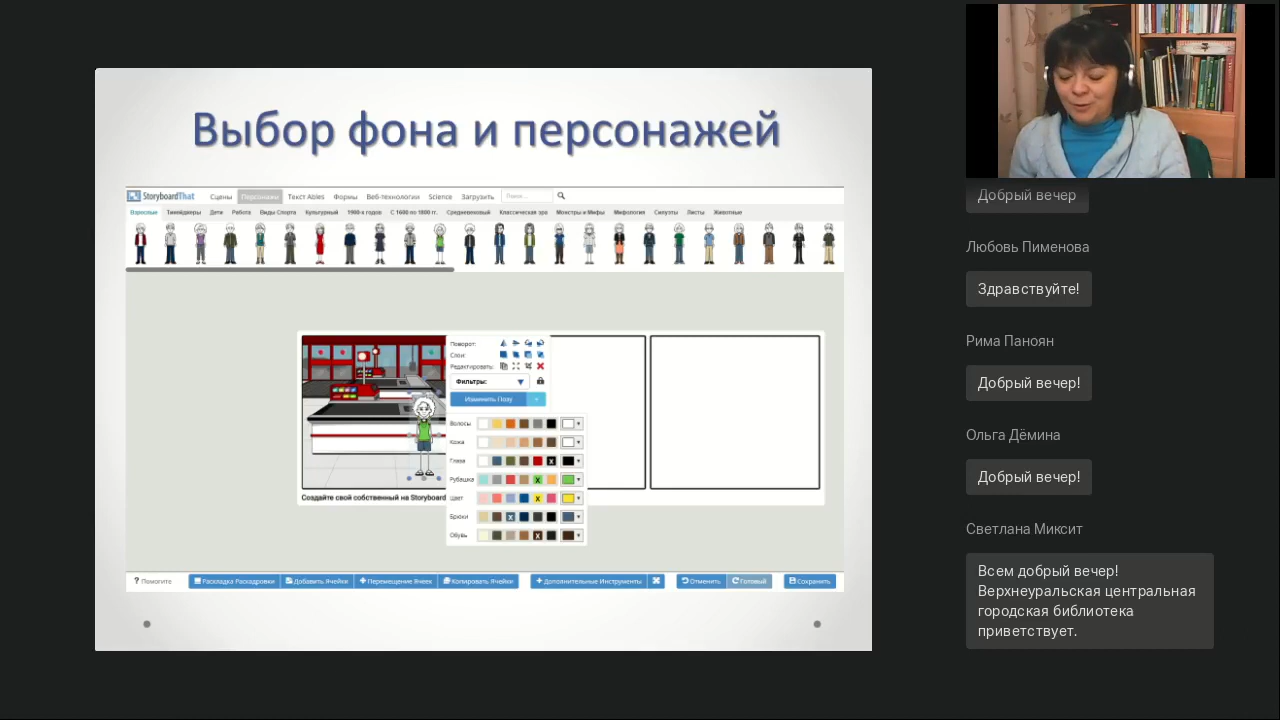 Выбор фона и персонажей
StoryboardThat Сцены Персонажи Текст Ables Формы Веб-технологии Science Загрузить Поиск...
Взрослые Тинейджеры Дети Работа Виды Спорта Культурный 1900-х годов С 1600 по 1800 гг. Средневековый Классическая эра Монстры и Мифы Мифология Силуэты Листы Животные
Поворот:
Слои:
Редактировать:
Фильтры:
Изменить Позу
Волосы
Кожа
Глаза
Рубашка
Цвет
Брюки
Обувь
Создайте свой собственный на Storyboard
? Помогите Раскладка Раскадровки Добавить Ячейки Перемещение Ячеек Копировать Ячейки Дополнительные Инструменты Отменить Готовый Сохранить
Добрый вечер
Любовь Пименова
Здравствуйте!
Рима Паноян
Добрый вечер!
Ольга Дёмина
Добрый вечер!
Светлана Миксит
Всем добрый вечер!
Верхнеуральская центральная
городская библиотека
приветствует.